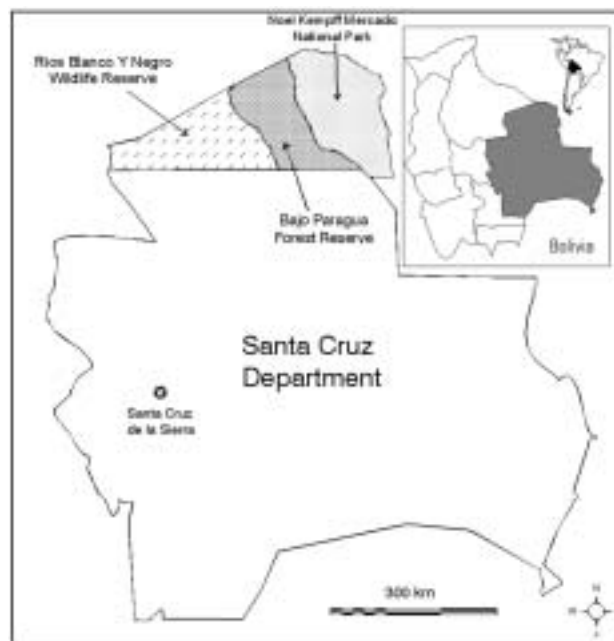 Noel Kempff Mercado
National Park
Rios Blanco Y Negro
Wildlife Reserve
Bajo Paragua
Forest Reserve
Bolivia
Santa Cruz
Department
Santa Cruz
de la Sierra
300 km
N